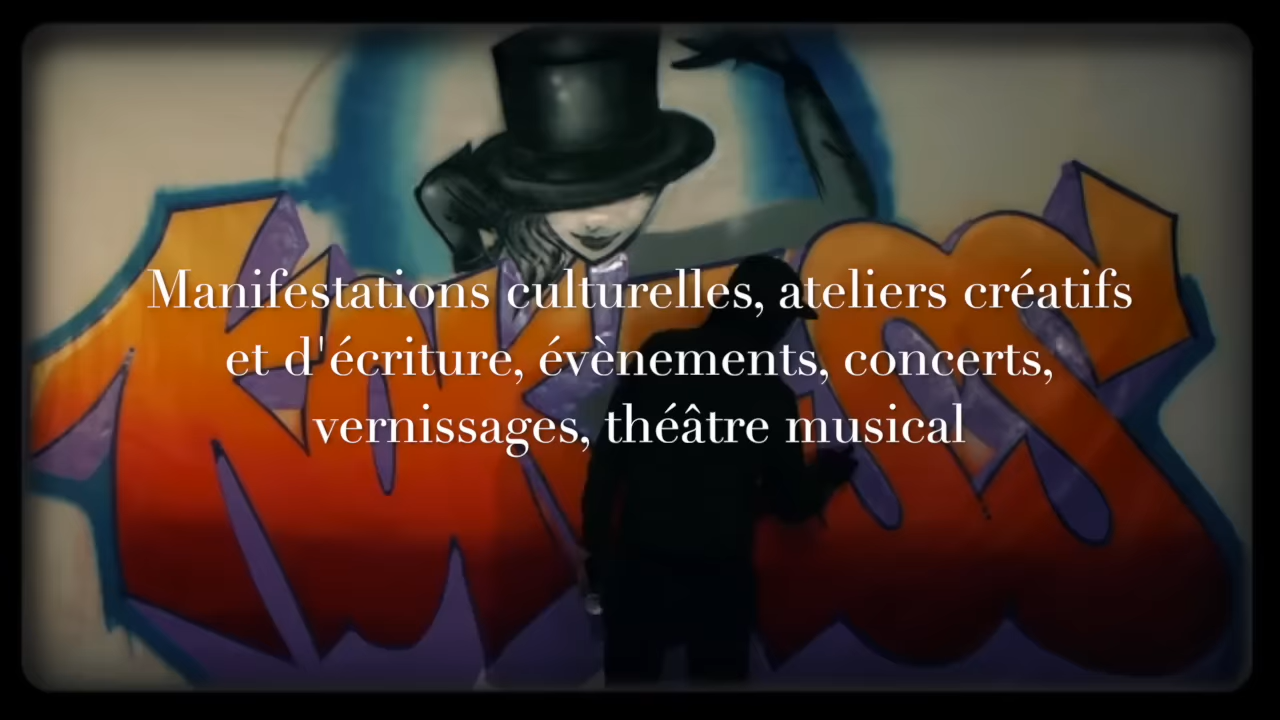 Manifestations culturelles, ateliers créatifs
et d'écriture, évènements, concerts,
vernissages, théâtre musical